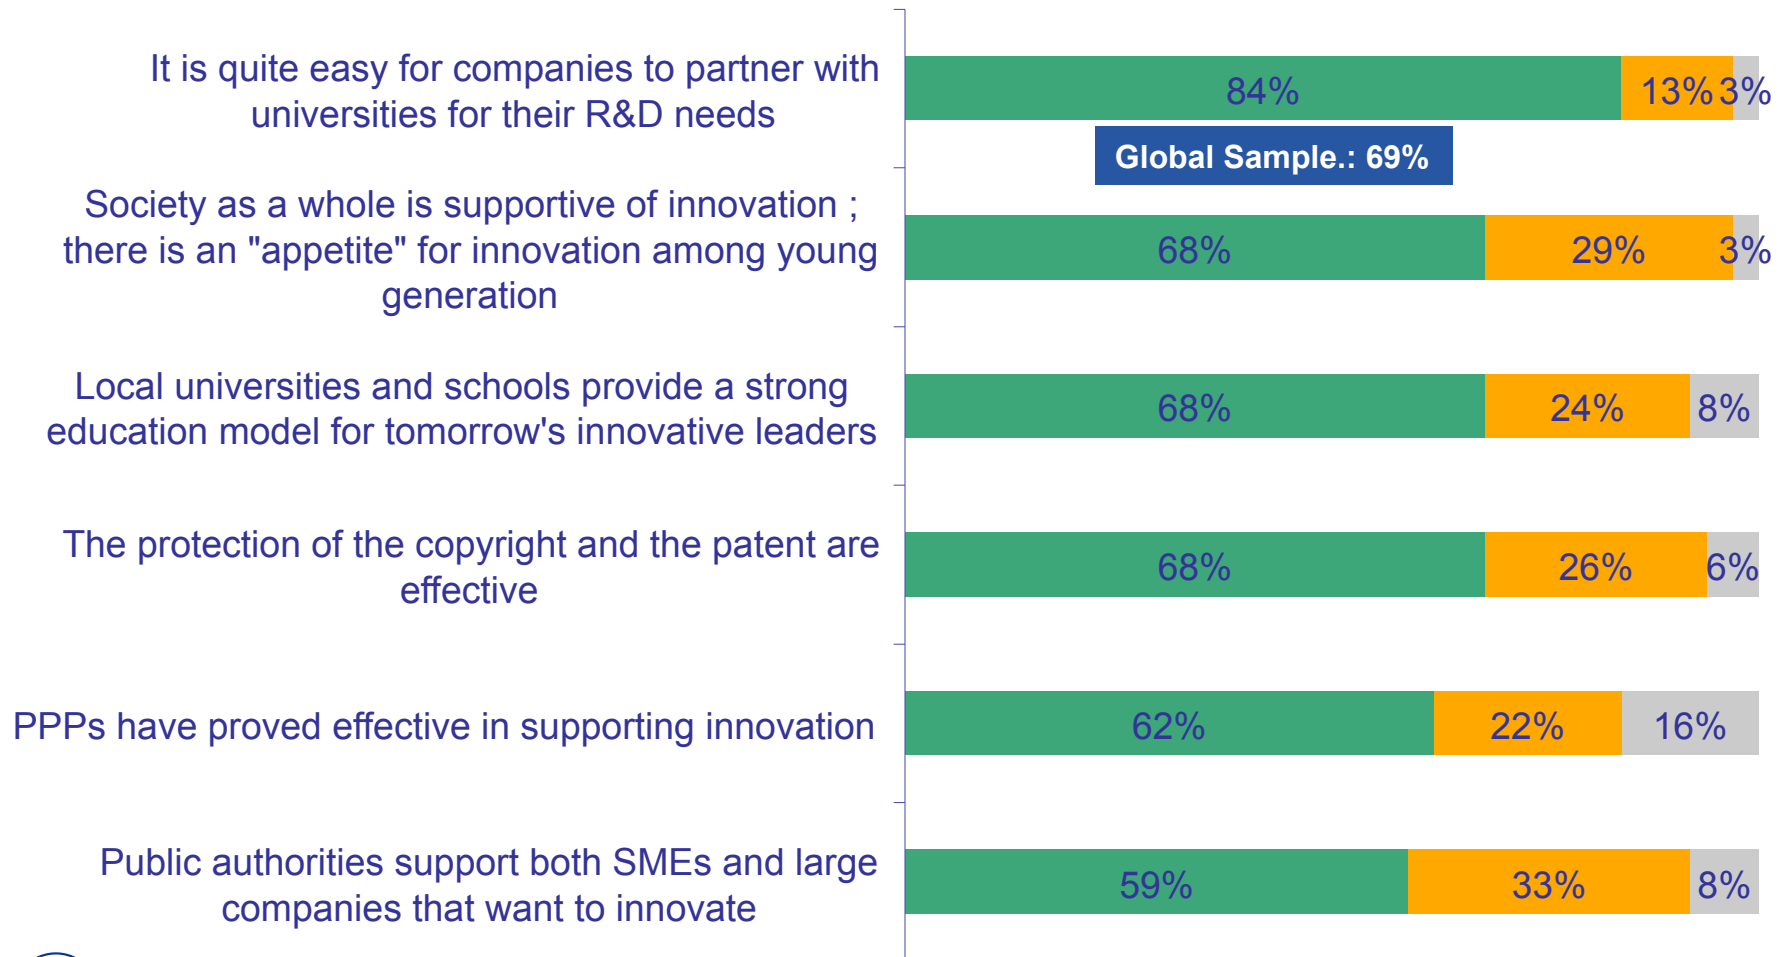 It is quite easy for companies to partner with
universities for their R&D needs
84%
13%
3%
Global Sample.: 69%
Society as a whole is supportive of innovation ;
there is an "appetite" for innovation among young
generation
68%
29%
3%
Local universities and schools provide a strong
education model for tomorrow's innovative leaders
68%
24%
8%
The protection of the copyright and the patent are
effective
68%
26%
6%
PPPs have proved effective in supporting innovation
62%
22%
16%
Public authorities support both SMEs and large
companies that want to innovate
59%
33%
8%